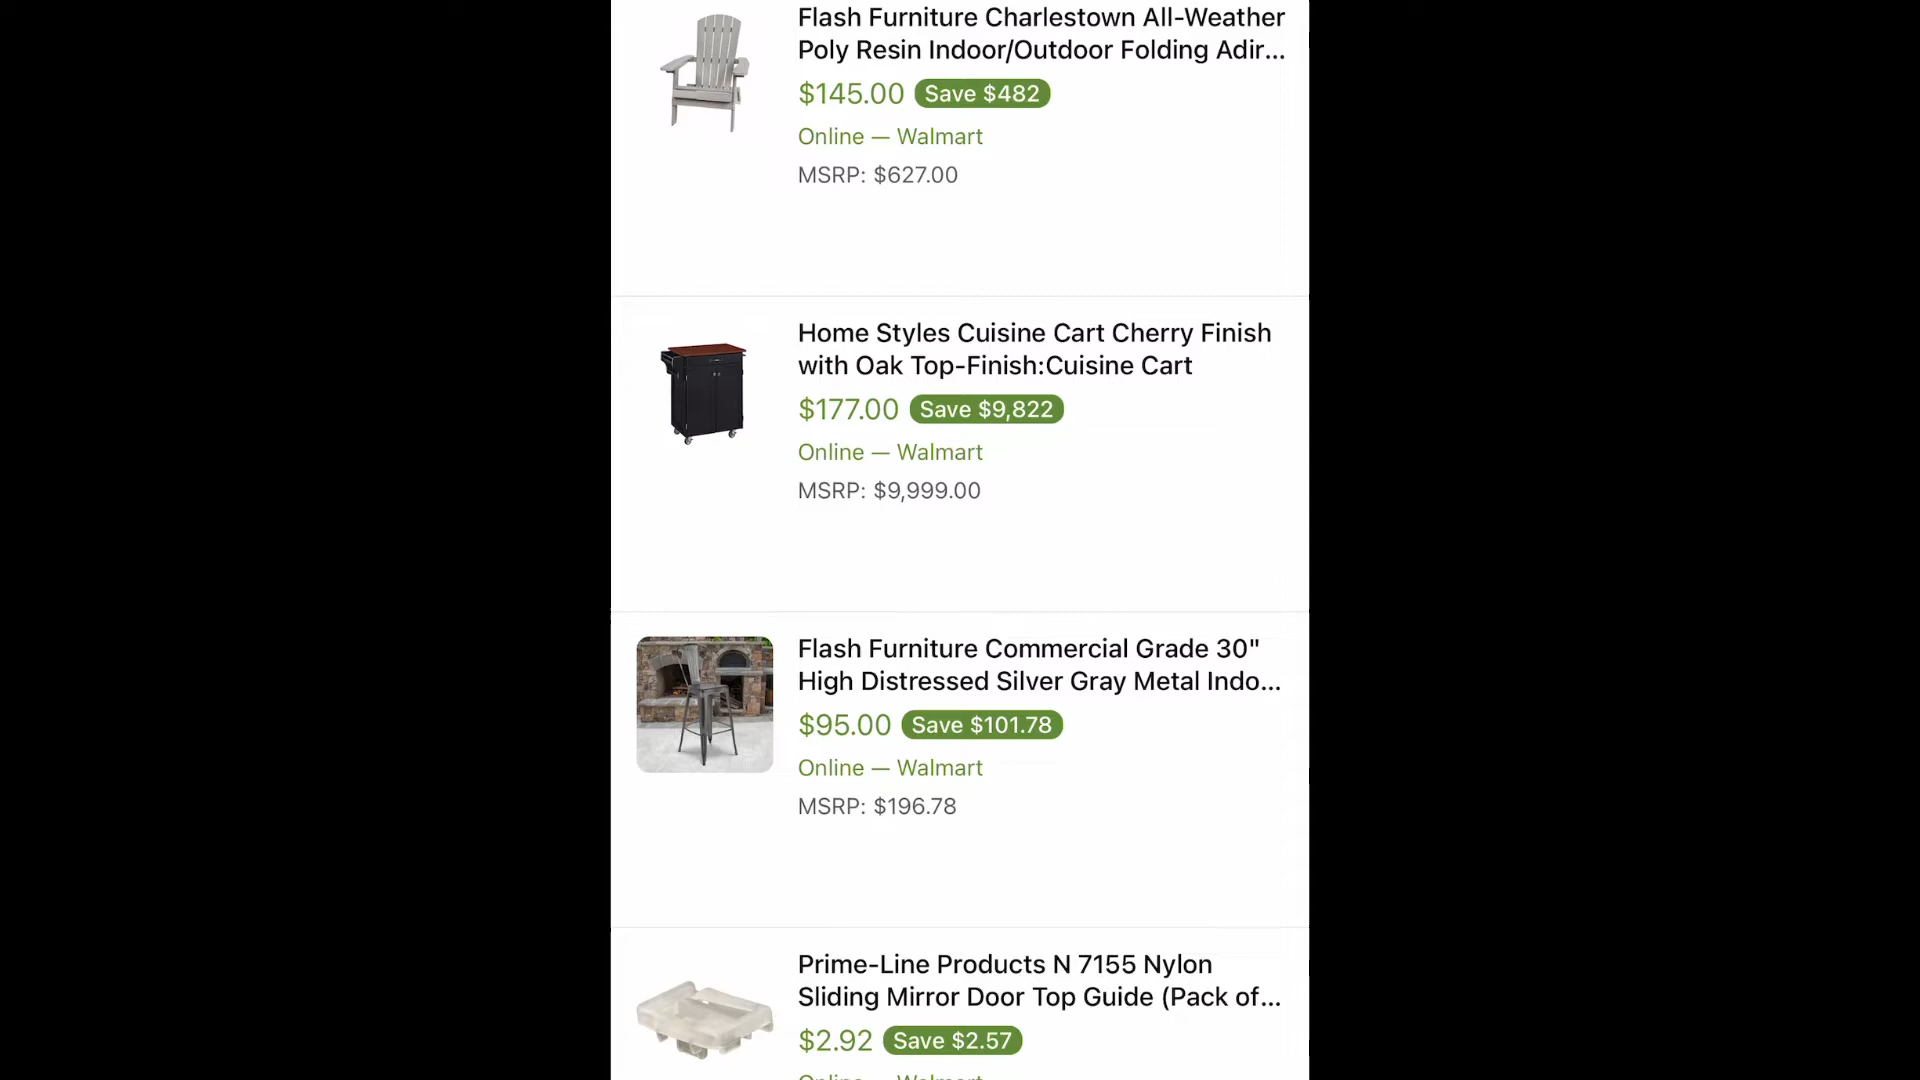 Flash Furniture Charlestown All-Weather
Poly Resin Indoor/Outdoor Folding Adir...
$145.00 Save $482
Online — Walmart
MSRP: $627.00
Home Styles Cuisine Cart Cherry Finish
with Oak Top-Finish:Cuisine Cart
$177.00 Save $9,822
Online — Walmart
MSRP: $9,999.00
Flash Furniture Commercial Grade 30"
High Distressed Silver Gray Metal Indo...
$95.00 Save $101.78
Online — Walmart
MSRP: $196.78
Prime-Line Products N 7155 Nylon
Sliding Mirror Door Top Guide (Pack of...
$2.92 Save $2.57
Online — Walmart